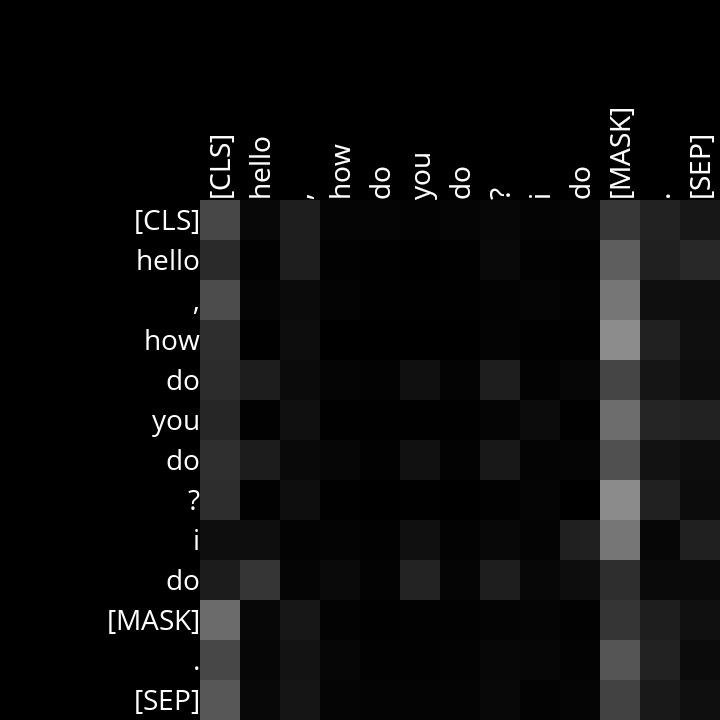 [CLS] hello , how do you do ? i do [MASK] . [SEP]
[CLS]
hello
,
how
do
you
do
?
i
do
[MASK]
.
[SEP]